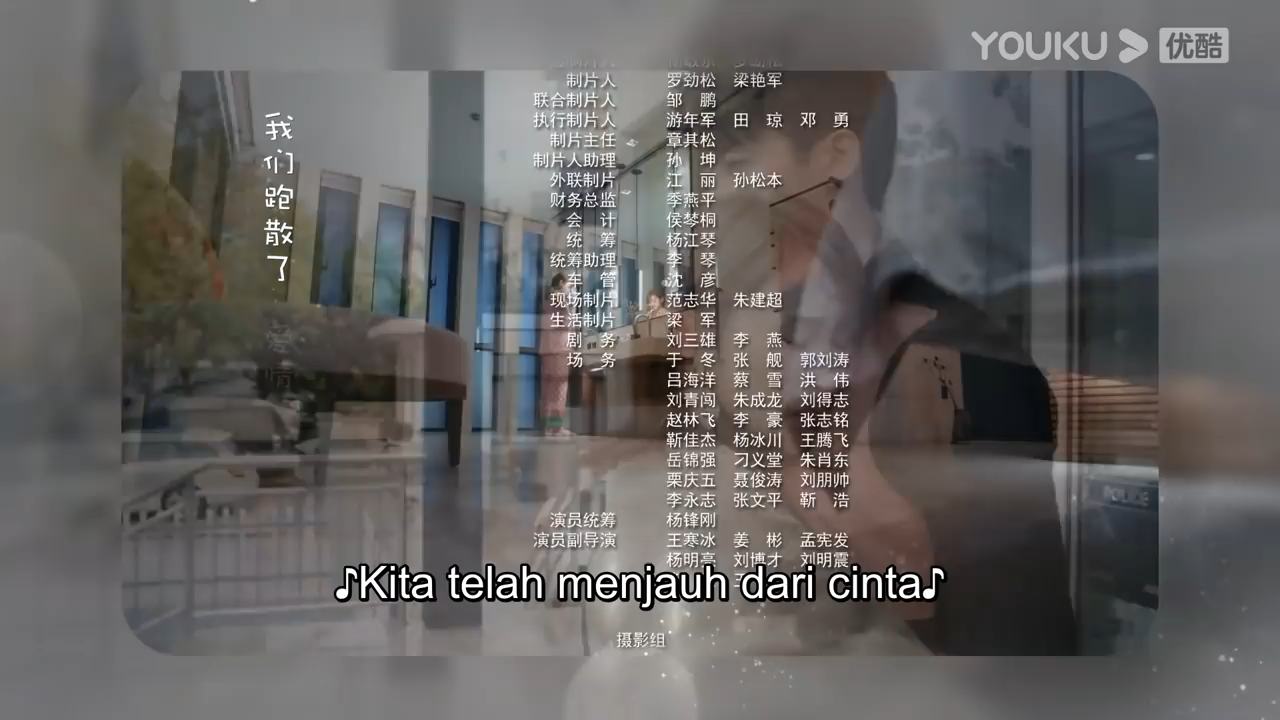 YOUKU 优酷
制片人 罗劲松 梁艳军
联合制片人 邹 鹏
执行制片人 游年军 田 琼 邓 勇
制片主任 章其松
制片人助理 孙 坤
外联制片 江 丽 孙松本
财务总监 季燕平
会 计 侯棽桐
统 筹 杨江琴
统筹助理 李 琴
车 管 沈 彦
现场制片 范志华 朱建超
生活制片 梁 军
剧 务 刘三雄 李 燕
场 务 于 冬 张 舰 郭刘涛
吕海洋 蔡 雪 洪 伟
刘青闯 朱成龙 刘得志
赵林飞 李 豪 张志铭
靳佳杰 杨冰川 王腾飞
岳锦强 刁义堂 朱肖东
栗庆五 聂俊涛 刘朋帅
李永志 张文平 靳 浩
演员统筹 杨锋刚
演员副导演 王寒冰 姜 彬 孟宪发
杨明亮 刘博才 刘明震
我们跑散了 爱情
♪Kita telah menjauh dari cinta♪
摄影组
POLICE